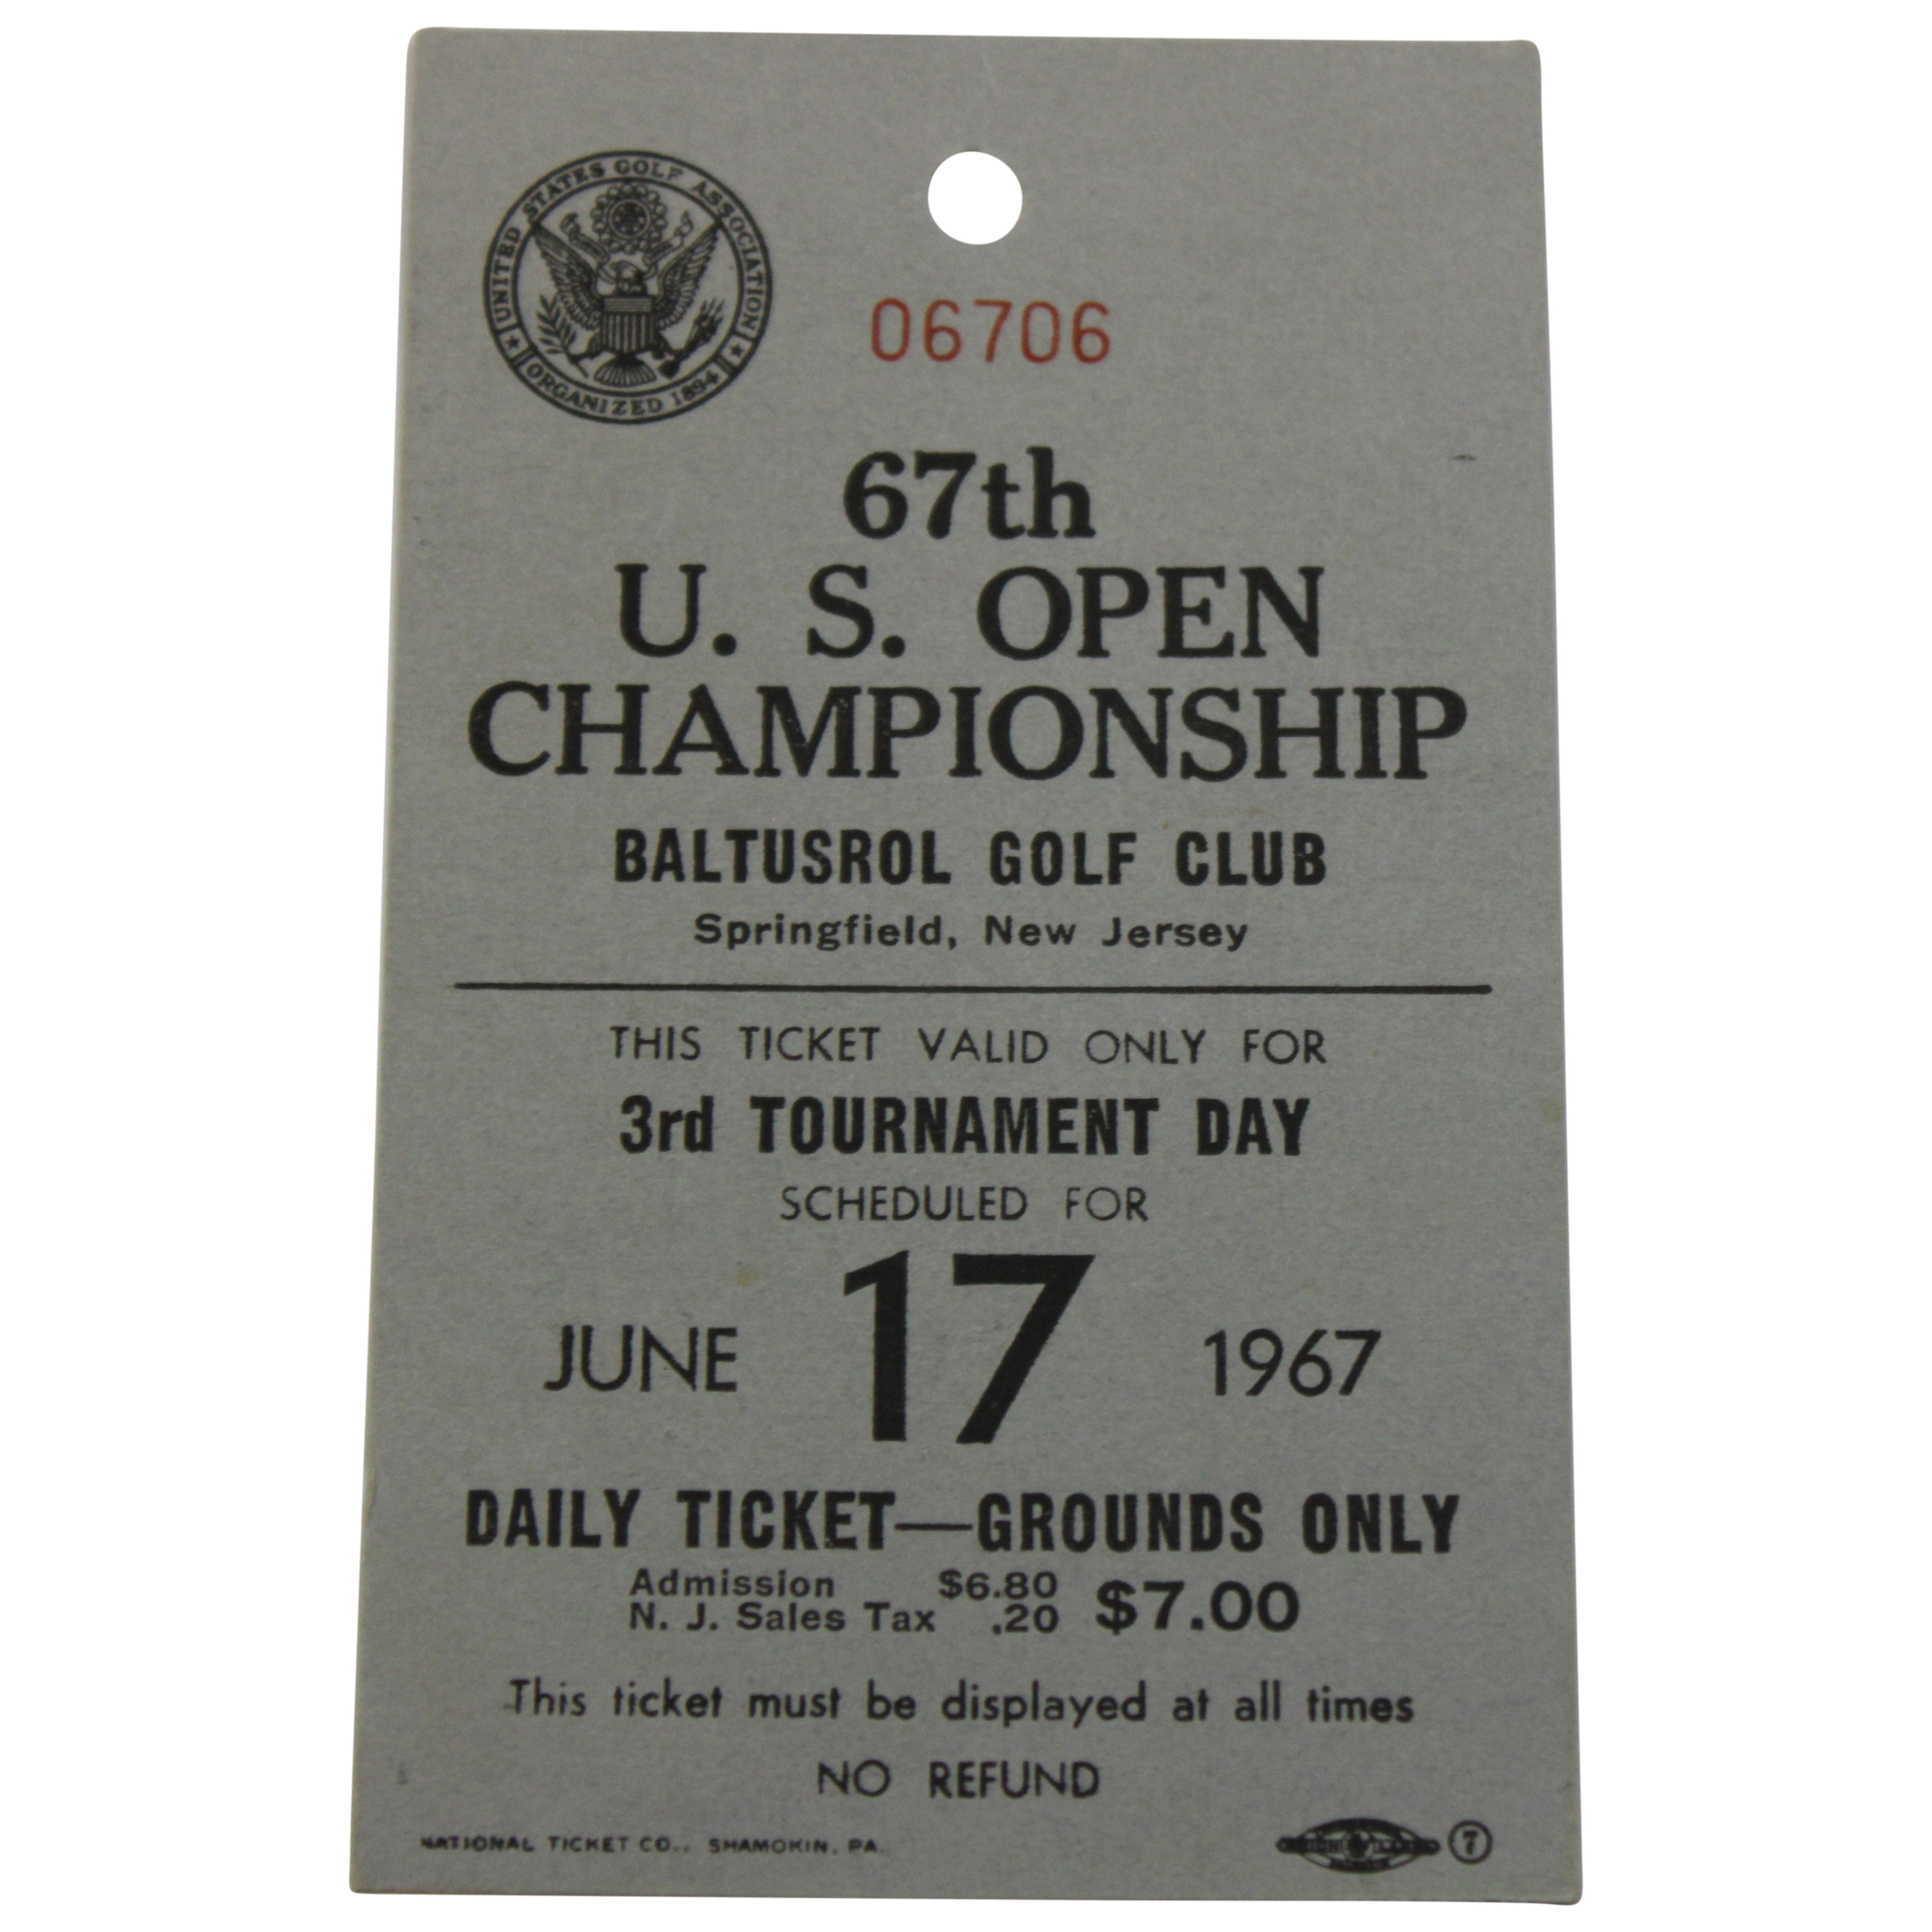 UNITED STATES GOLF ASSOCIATION
ORGANIZED 1894
06706
67th
U. S. OPEN
CHAMPIONSHIP
BALTUSROL GOLF CLUB
Springfield, New Jersey
THIS TICKET VALID ONLY FOR
3rd TOURNAMENT DAY
SCHEDULED FOR
JUNE 17 1967
DAILY TICKET—GROUNDS ONLY
Admission $6.80 $7.00
N. J. Sales Tax .20
This ticket must be displayed at all times
NO REFUND
NATIONAL TICKET CO., SHAMOKIN, PA.
7